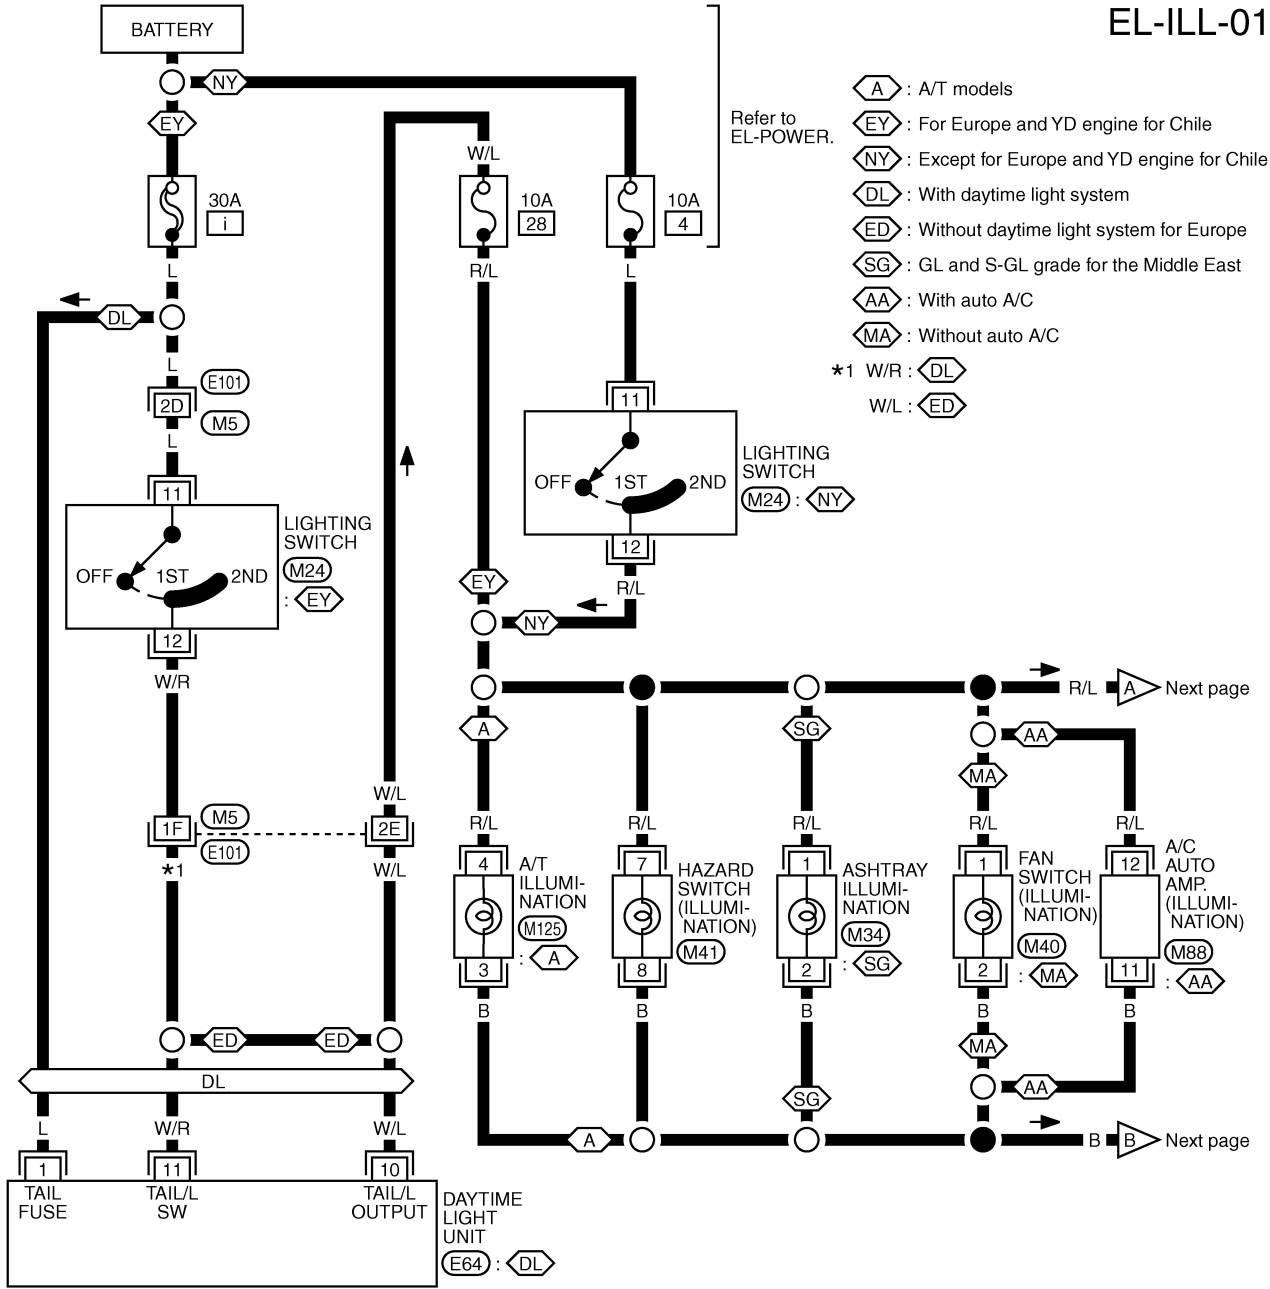 EL-ILL-01
BATTERY
NY
EY
W/L
Refer to
EL-POWER.
A : A/T models
EY : For Europe and YD engine for Chile
NY : Except for Europe and YD engine for Chile
DL : With daytime light system
ED : Without daytime light system for Europe
SG : GL and S-GL grade for the Middle East
AA : With auto A/C
MA : Without auto A/C
*1 W/R : DL
W/L : ED
30A
i
10A
28
10A
4
L
R/L
L
DL
L
E101
2D
M5
L
11
11
OFF 1ST 2ND
LIGHTING
SWITCH
M24 : NY
12
R/L
OFF 1ST 2ND
LIGHTING
SWITCH
M24
: EY
12
W/R
EY
NY
R/L
A
Next page
A
SG
AA
MA
W/L
M5
1F
2E
E101
*1
W/L
R/L
R/L
R/L
R/L
R/L
4
A/T
ILLUMI-
NATION
M125
: A
3
7
HAZARD
SWITCH
(ILLUMI-
NATION)
M41
8
1
ASHTRAY
ILLUMI-
NATION
M34
: SG
2
1
FAN
SWITCH
(ILLUMI-
NATION)
M40
: MA
2
12
A/C
AUTO
AMP.
(ILLUMI-
NATION)
M88
: AA
11
B
B
B
B
B
ED
ED
MA
AA
SG
DL
A
B
B
Next page
L
W/R
W/L
1
11
10
TAIL
FUSE
TAIL/L
SW
TAIL/L
OUTPUT
DAYTIME
LIGHT
UNIT
E64 : DL